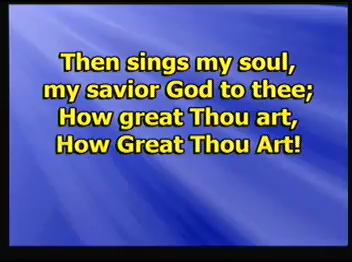 Then sings my soul,
my savior God to thee;
How great Thou art,
How Great Thou Art!